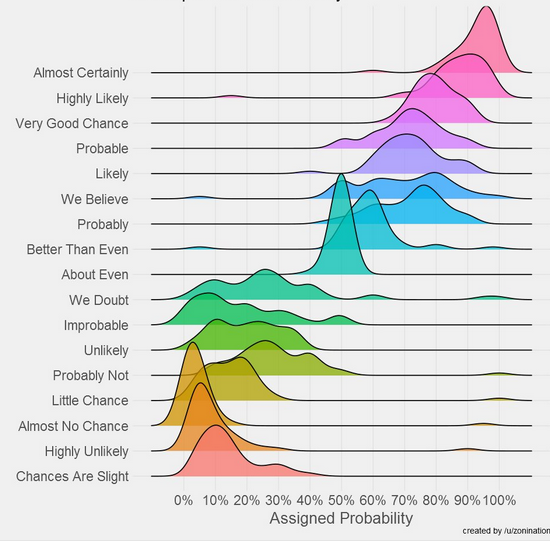 Almost Certainly
Highly Likely
Very Good Chance
Probable
Likely
We Believe
Probably
Better Than Even
About Even
We Doubt
Improbable
Unlikely
Probably Not
Little Chance
Almost No Chance
Highly Unlikely
Chances Are Slight
0% 10% 20% 30% 40% 50% 60% 70% 80% 90% 100%
Assigned Probability
created by /u/zonination